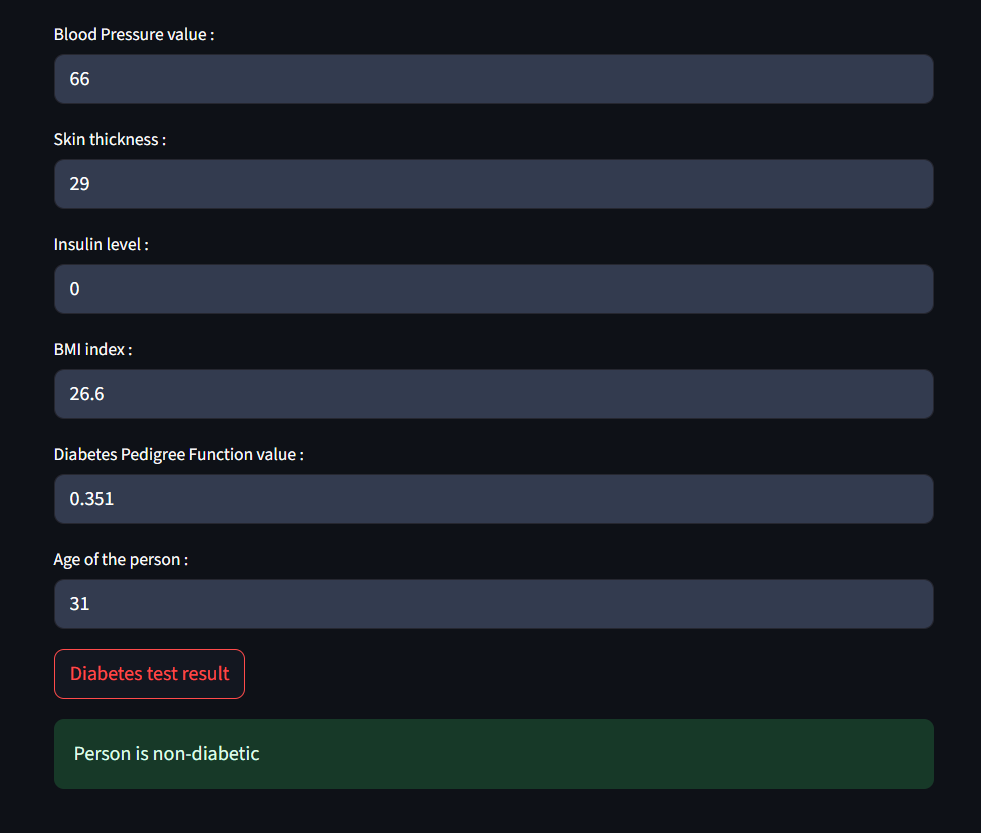 Blood Pressure value :
66
Skin thickness :
29
Insulin level :
0
BMI index :
26.6
Diabetes Pedigree Function value :
0.351
Age of the person :
31
Diabetes test result
Person is non-diabetic